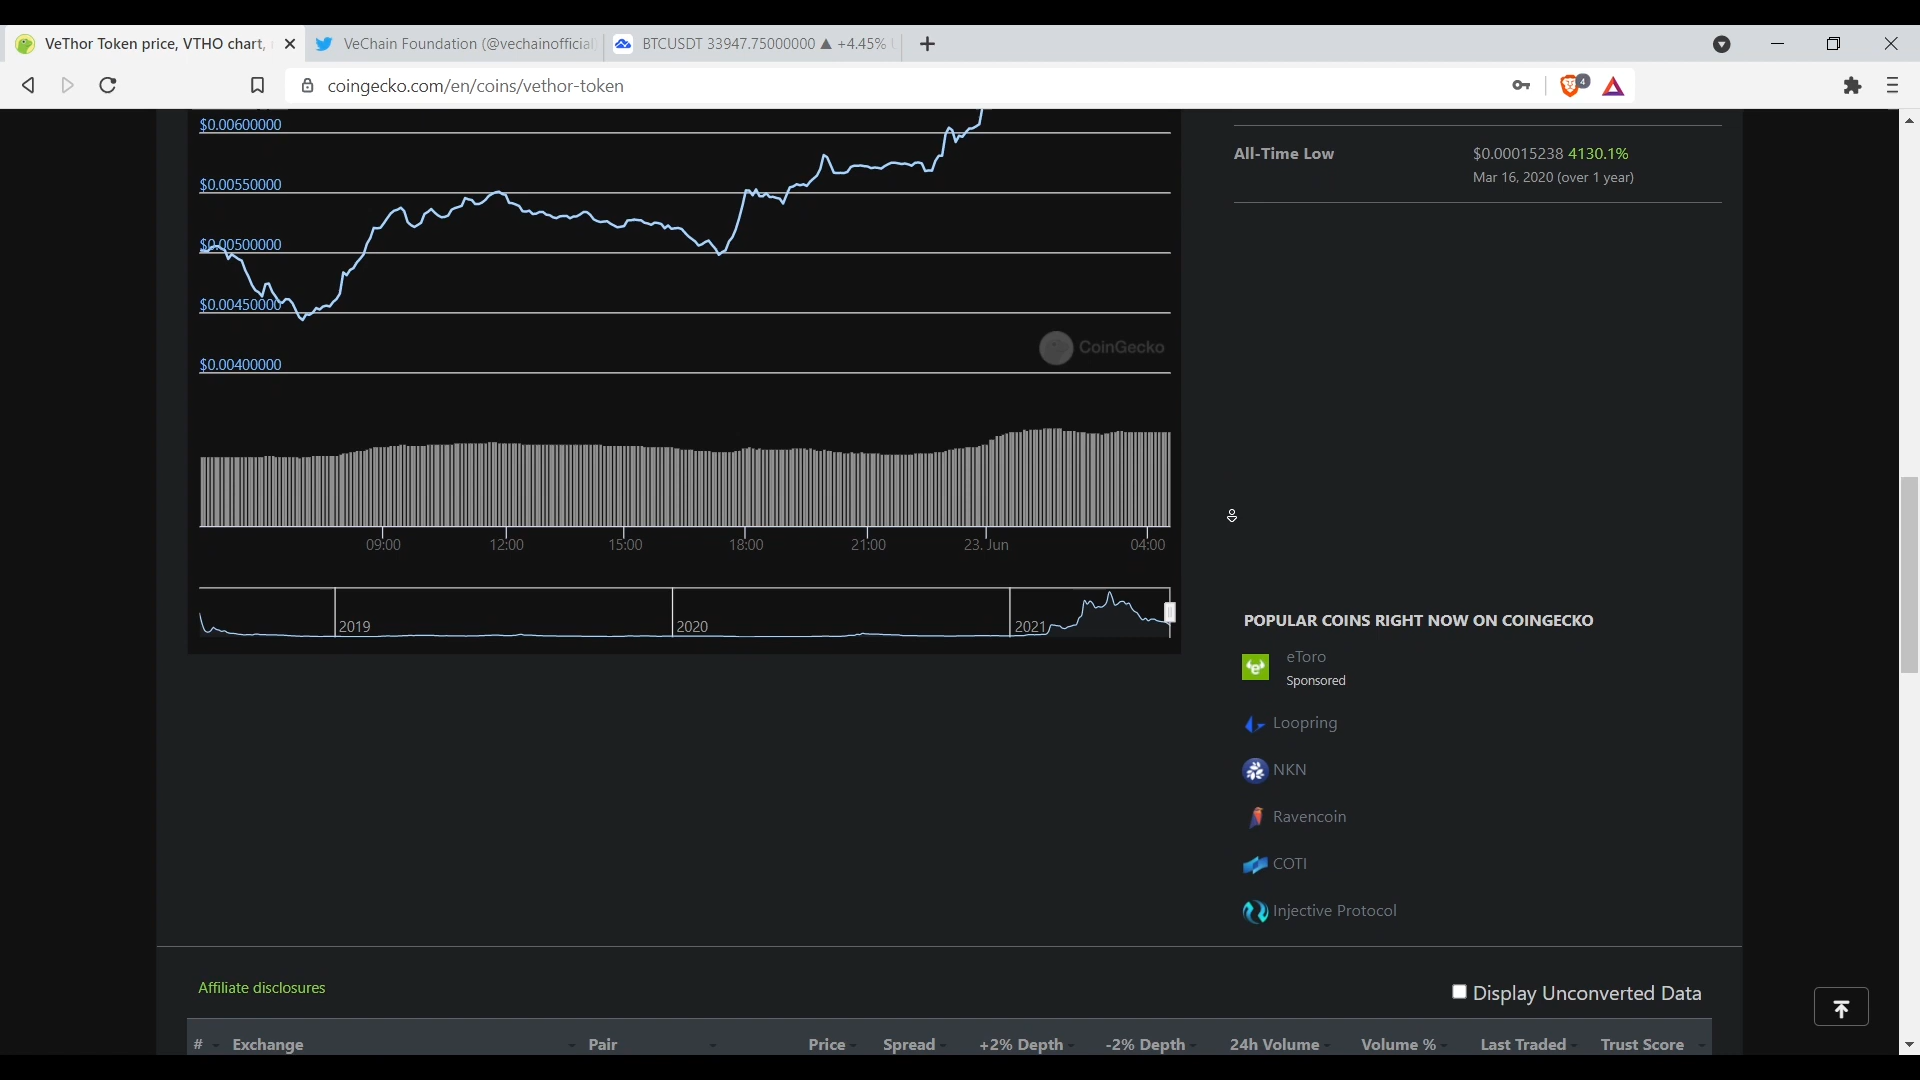 VeThor Token price, VTHO chart,
VeChain Foundation (@vechainofficial
BTCUSDT 33947.75000000 ▲ +4.45%
coingecko.com/en/coins/vethor-token
4
$0.00600000
$0.00550000
$0.00500000
$0.00450000
$0.00400000
CoinGecko
09:00 12:00 15:00 18:00 21:00 23. Jun 04:00
2019 2020 2021
All-Time Low $0.00015238 4130.1%
Mar 16, 2020 (over 1 year)
POPULAR COINS RIGHT NOW ON COINGECKO
eToro
Sponsored
Loopring
NKN
Ravencoin
COTI
Injective Protocol
Affiliate disclosures
Display Unconverted Data
# Exchange Pair Price Spread +2% Depth -2% Depth 24h Volume Volume % Last Traded Trust Score